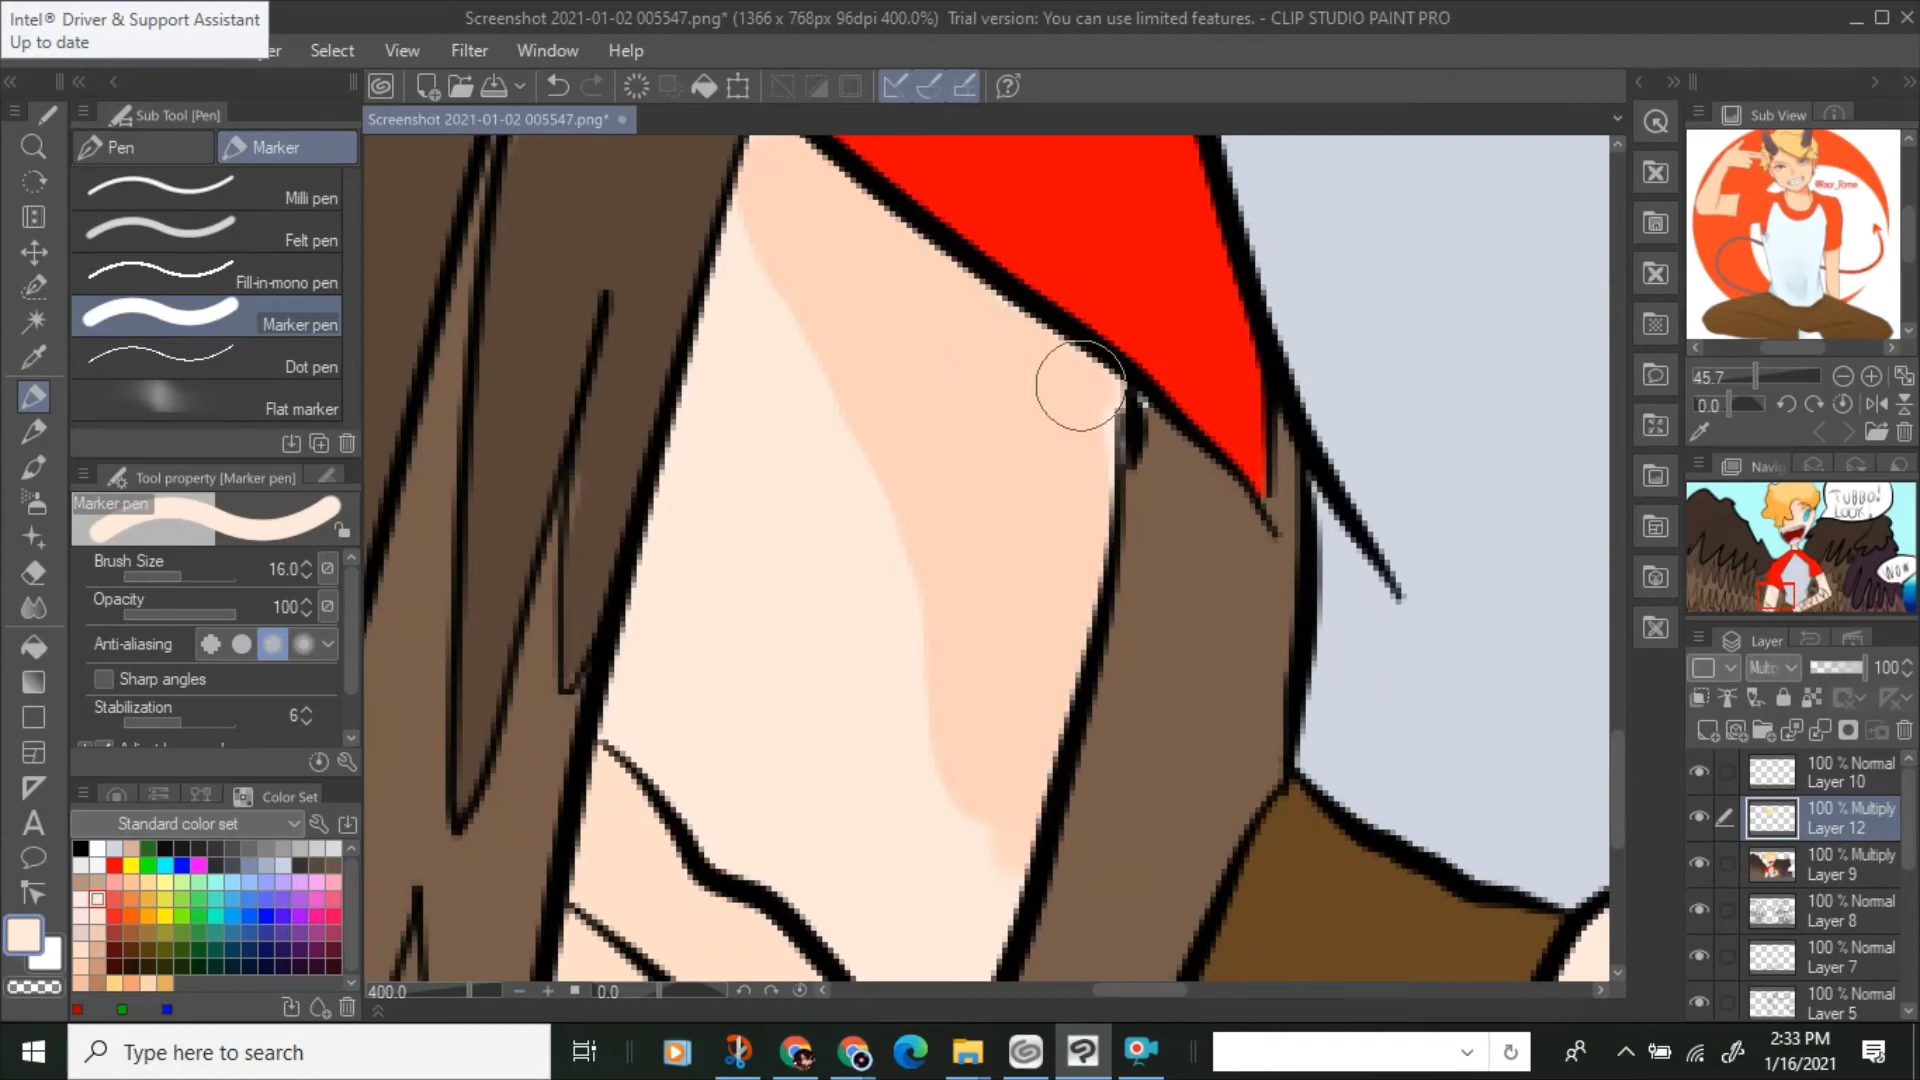 Intel® Driver & Support Assistant
Up to date
Screenshot 2021-01-02 005547.png* (1366 x 768px 96dpi 400.0%) Trial version: You can use limited features. - CLIP STUDIO PAINT PRO
Select View Filter Window Help
Sub Tool [Pen]
Screenshot 2021-01-02 005547.png*
Sub View
Pen
Marker
Milli pen
Felt pen
Fill-in-mono pen
Marker pen
Dot pen
Flat marker
45.7
0.0
Tool property [Marker pen]
Marker pen
TUBBO!
LOOK!
WOW
Brush Size 16.0
Opacity 100
Anti-aliasing
Sharp angles
Stabilization 6
Layer
100
100 % Normal
Layer 10
100 % Multiply
Layer 12
100 % Multiply
Layer 9
100 % Normal
Layer 8
100 % Normal
Layer 7
100 % Normal
Layer 5
Color Set
Standard color set
400.0
0.0
Type here to search
2:33 PM
1/16/2021